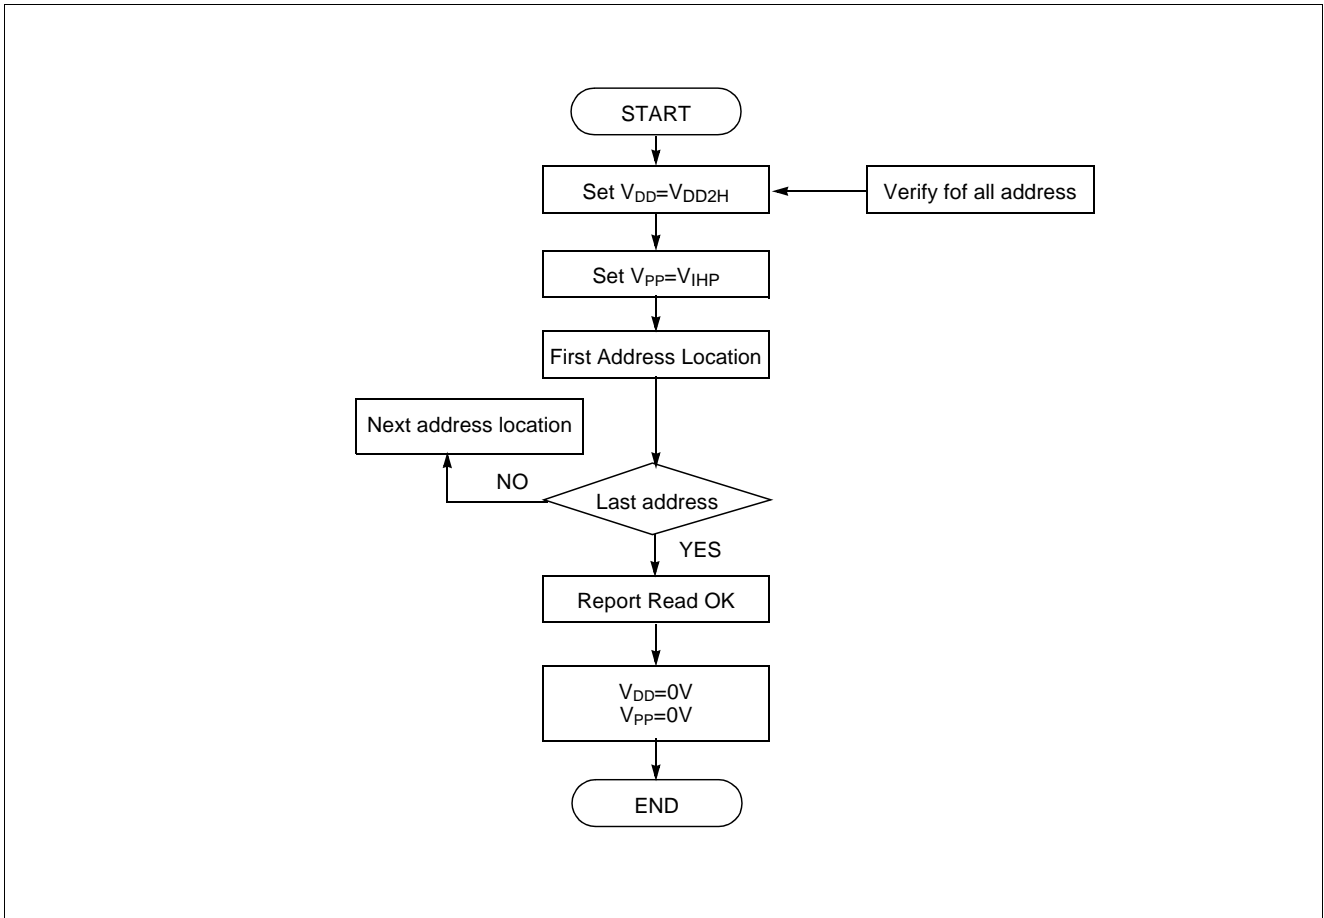 START
Set VDD=VDD2H
Verify fof all address
Set VPP=VIHP
First Address Location
Next address location
NO
Last address
YES
Report Read OK
VDD=0V
VPP=0V
END